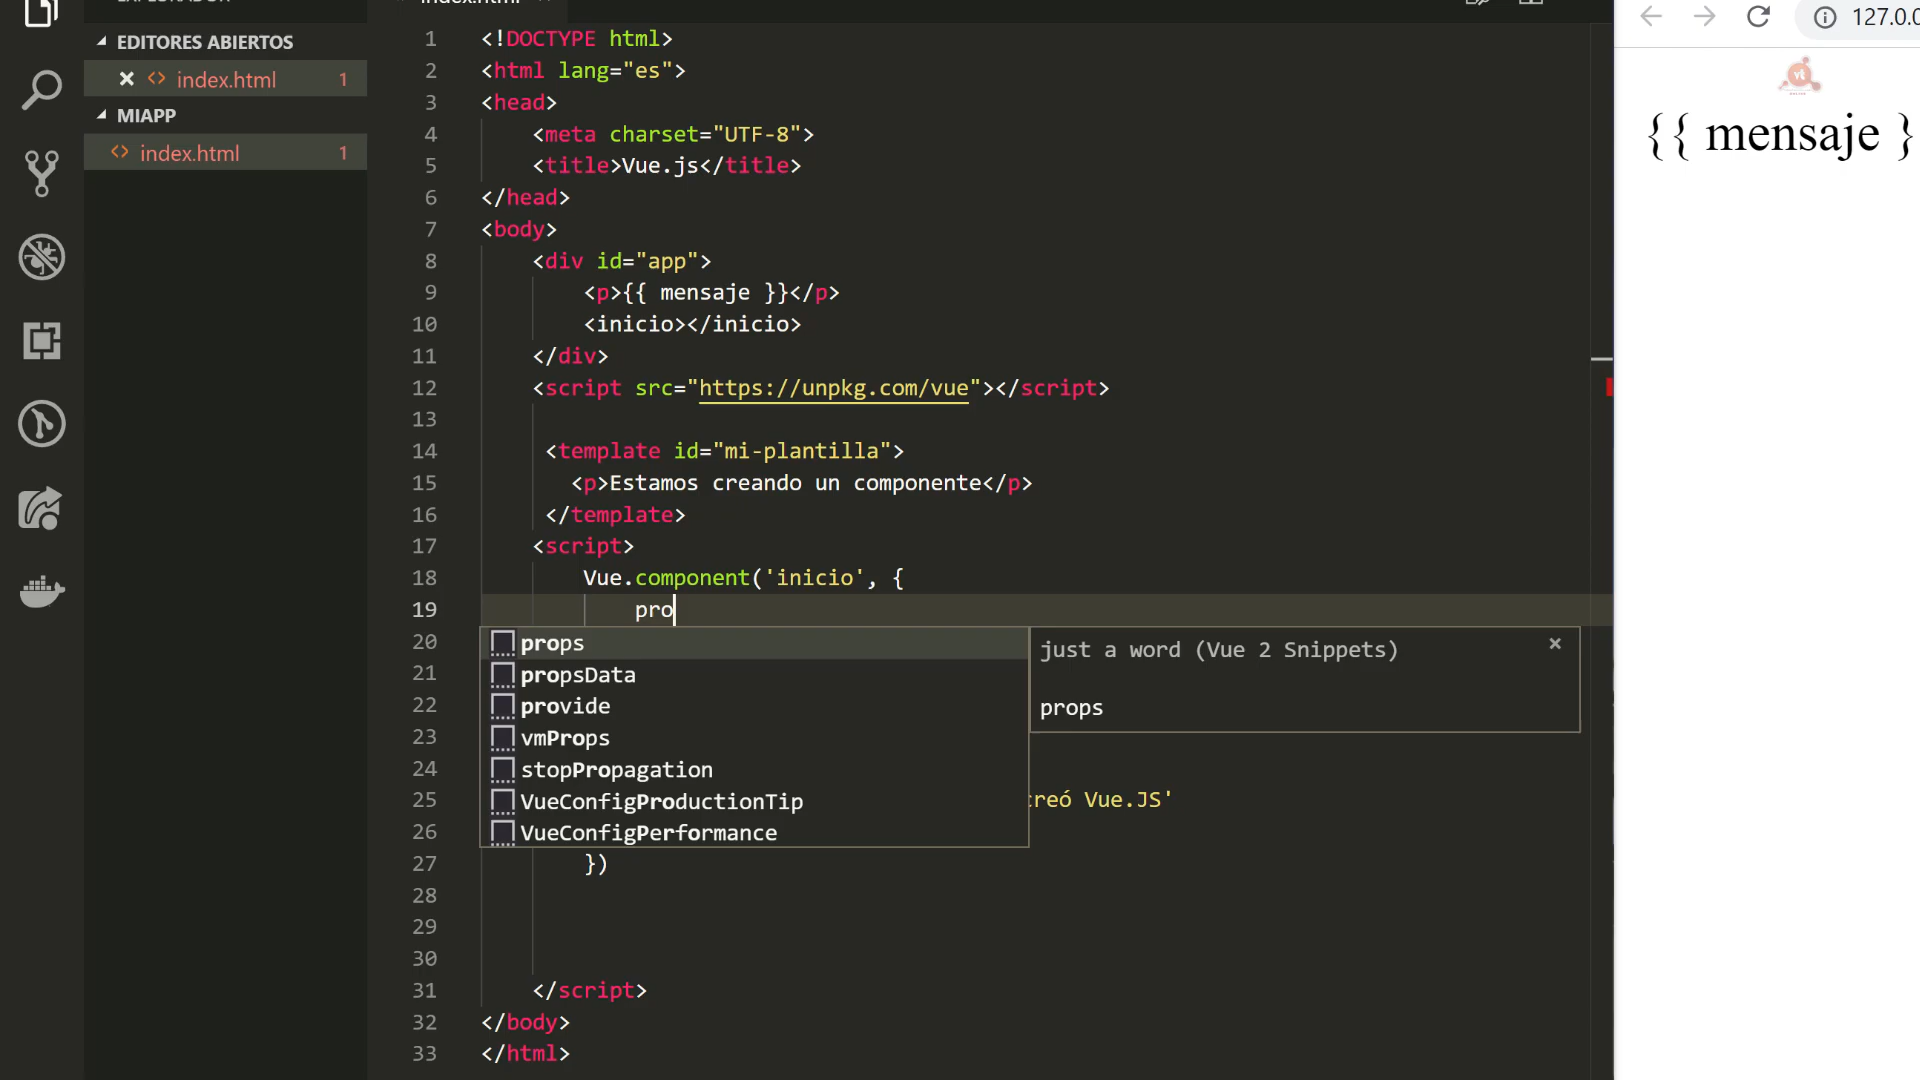 EDITORES ABIERTOS
index.html 1
MIAPP
index.html 1
1 <!DOCTYPE html>
2 <html lang="es">
3 <head>
4 <meta charset="UTF-8">
5 <title>Vue.js</title>
6 </head>
7 <body>
8 <div id="app">
9 <p>{{ mensaje }}</p>
10 <inicio></inicio>
11 </div>
12 <script src="https://unpkg.com/vue"></script>
13
14 <template id="mi-plantilla">
15 <p>Estamos creando un componente</p>
16 </template>
17 <script>
18 Vue.component('inicio', {
19 pro
20
21
22
23
24
25 creó Vue.JS'
26
27 })
28
29
30
31 </script>
32 </body>
33 </html>
props
propsData
provide
vmProps
stopPropagation
VueConfigProductionTip
VueConfigPerformance
just a word (Vue 2 Snippets)
props
127.0.0
{{ mensaje }